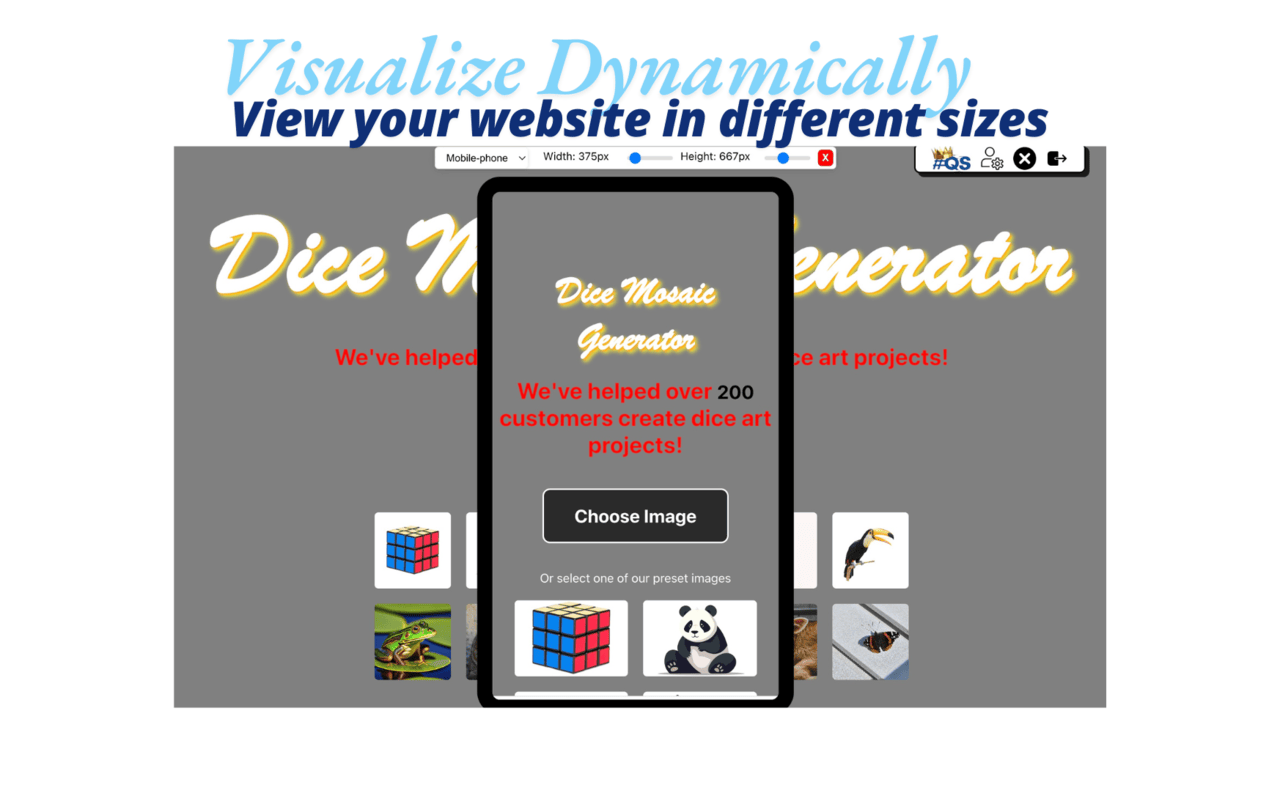 Visualize Dynamically
View your website in different sizes
Mobile-phone Width: 375px Height: 667px X
#QS
Dice M enerator
We've helped ce art projects!
Dice Mosaic
Generator
We've helped over 200
customers create dice art
projects!
Choose Image
Or select one of our preset images